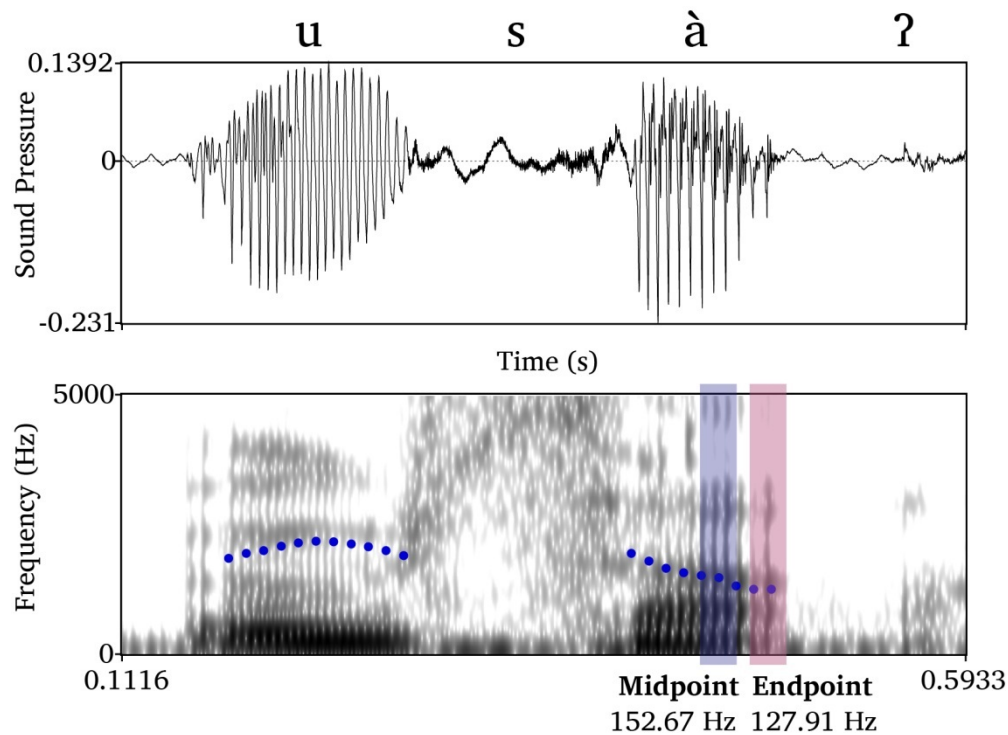 u s à ʔ
0.1392
Sound Pressure
0
-0.231
Time (s)
5000
Frequency (Hz)
0
0.1116 0.5933
Midpoint Endpoint
152.67 Hz 127.91 Hz